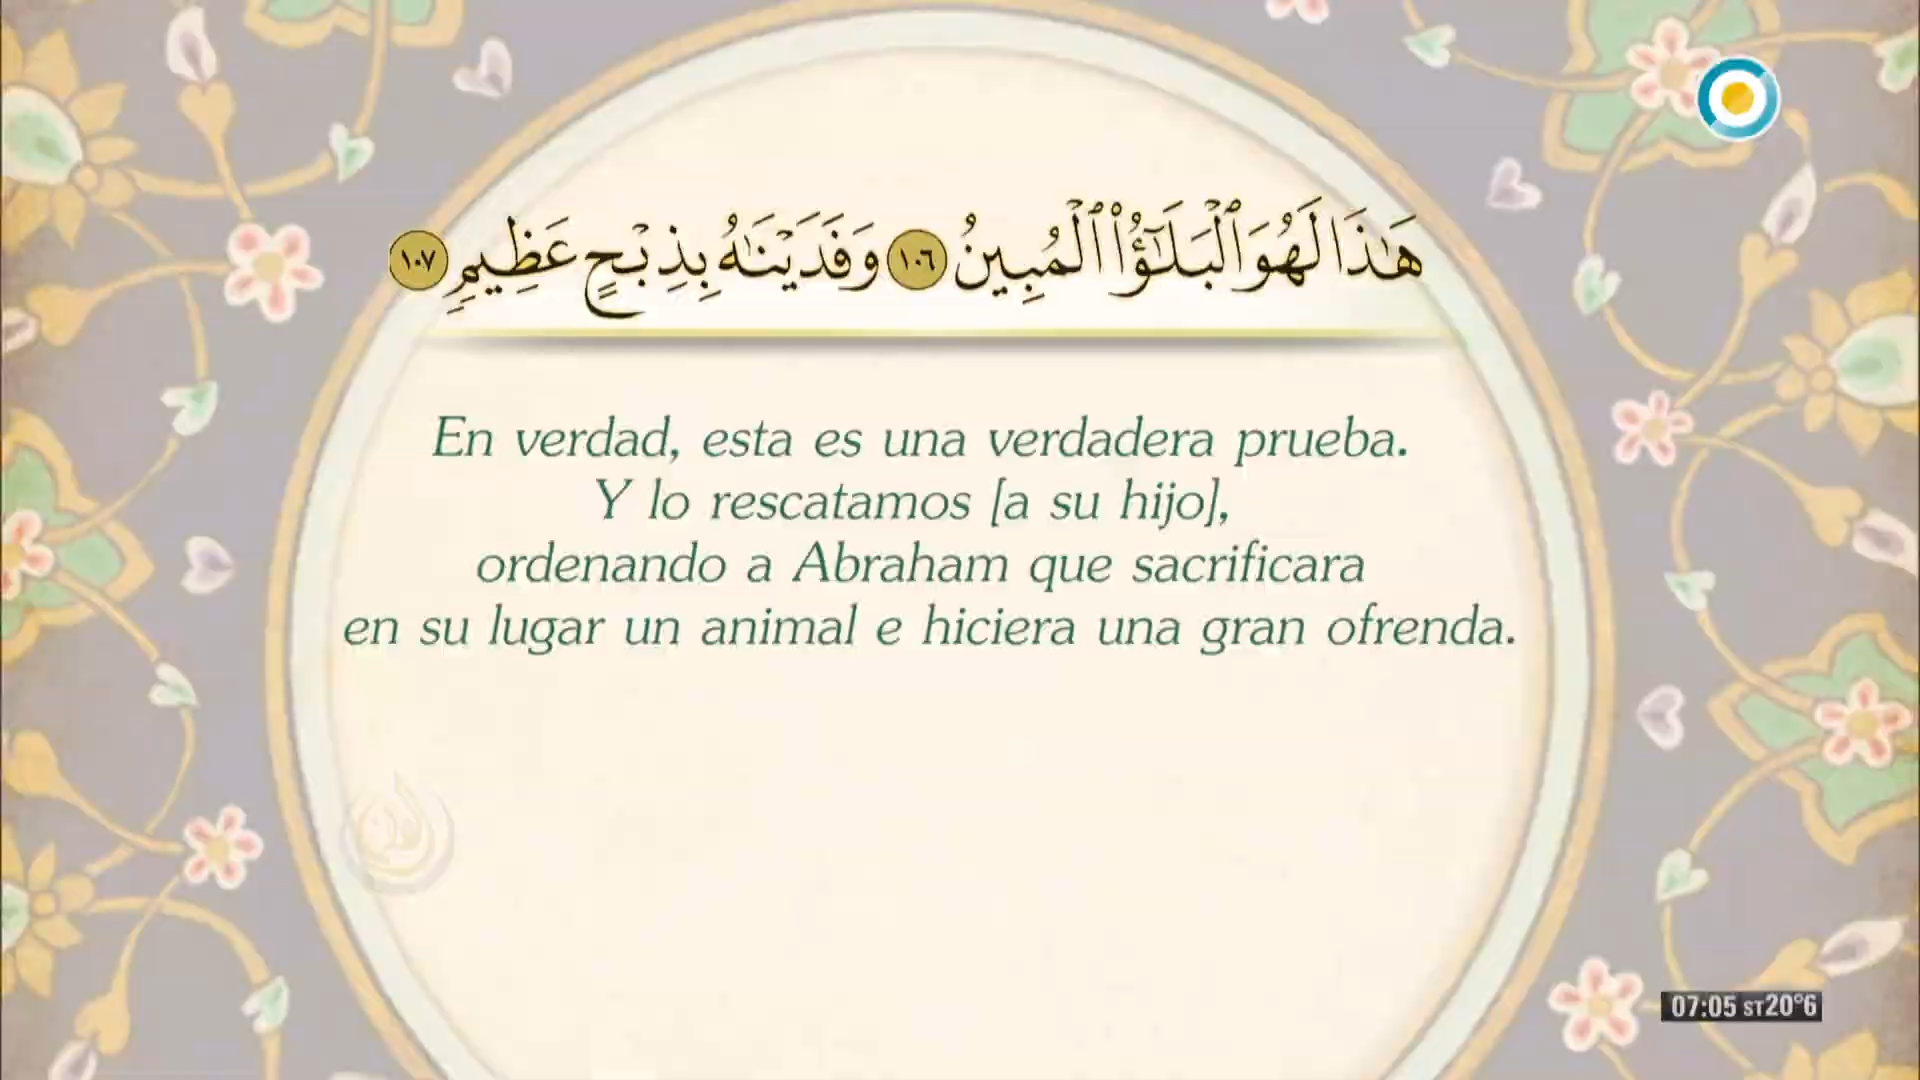 هَٰذَا لَهُوَ ٱلْبَلَٰٓؤُا۟ ٱلْمُبِينُ ١٠٦ وَفَدَيْنَٰهُ بِذِبْحٍ عَظِيمٍ ١٠٧
En verdad, esta es una verdadera prueba.
Y lo rescatamos [a su hijo],
ordenando a Abraham que sacrificara
en su lugar un animal e hiciera una gran ofrenda.
07:05 ST20°6